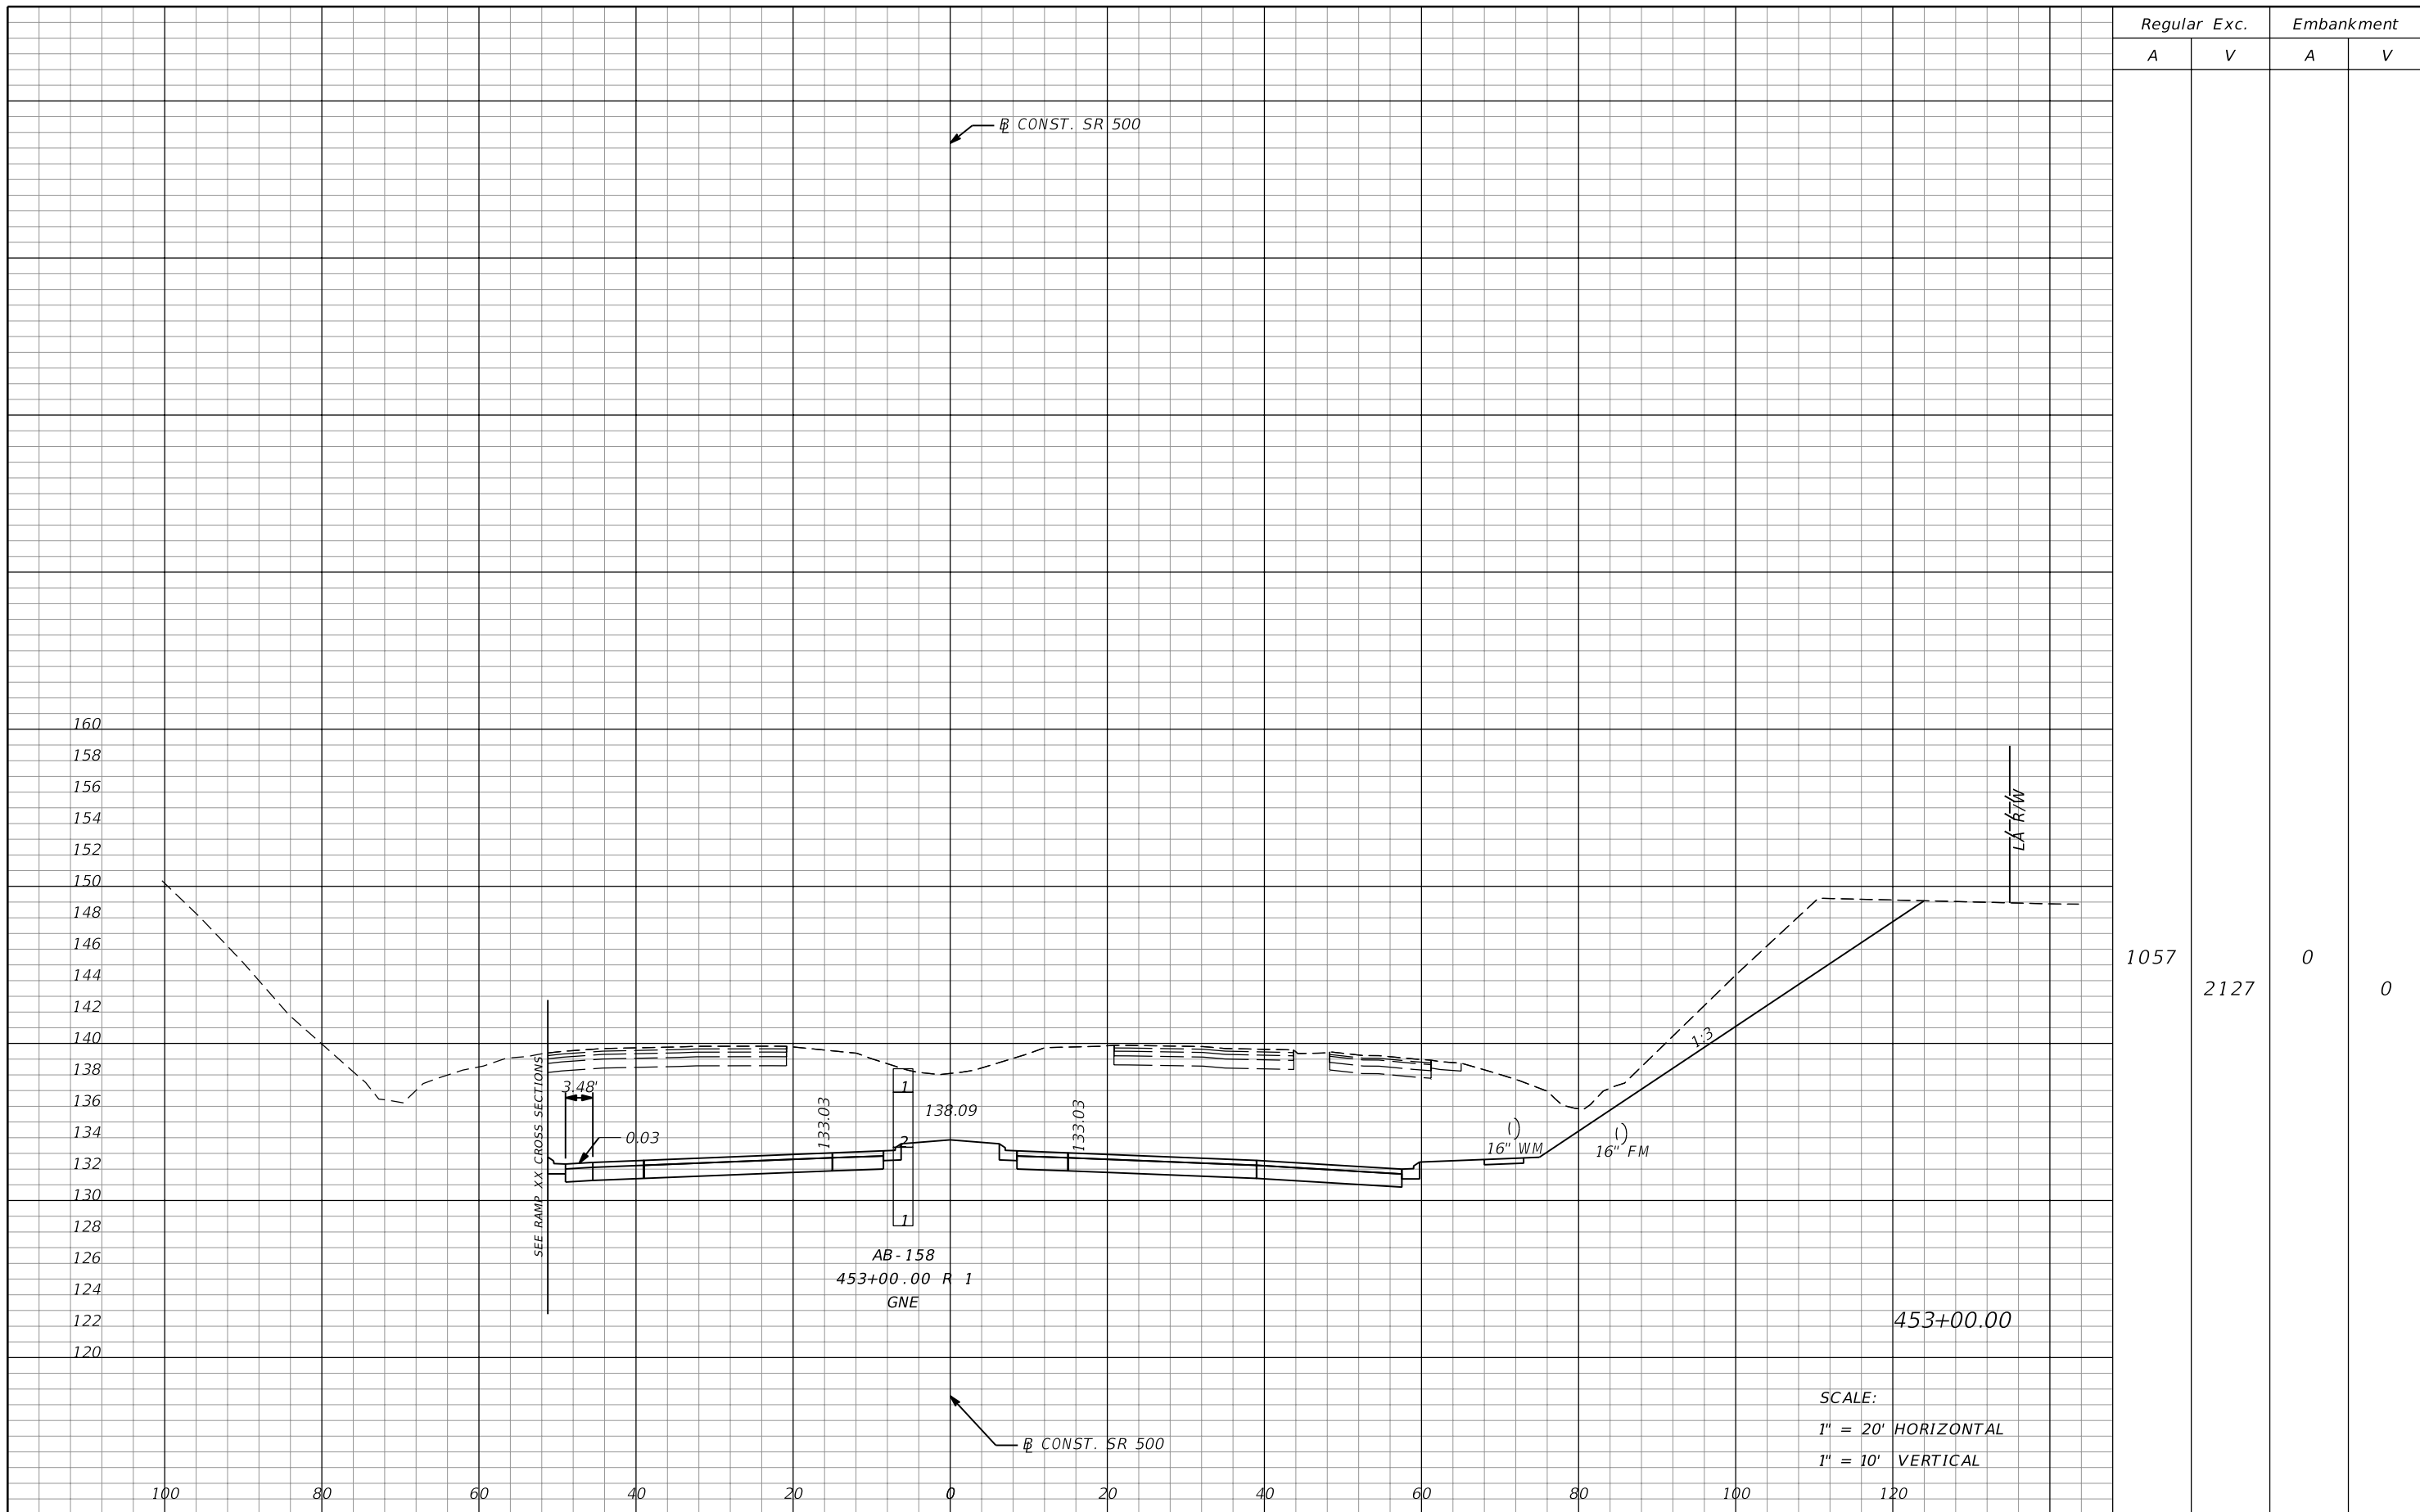 Regular Exc. Embankment
A V A V
℄ CONST. SR 500
160
158
156
154
152
150
148
146
144
142
140
138
136
134
132
130
128
126
124
122
120
LA R/W
1057 0
2127 0
1:3
SEE RAMP XX CROSS SECTIONS
3.48'
0.03
133.03
1
138.09
2
133.03
1
16" WM
16" FM
AB-158
453+00.00 R 1
GNE
453+00.00
SCALE:
1" = 20' HORIZONTAL
1" = 10' VERTICAL
℄ CONST. SR 500
100 80 60 40 20 0 20 40 60 80 100 120